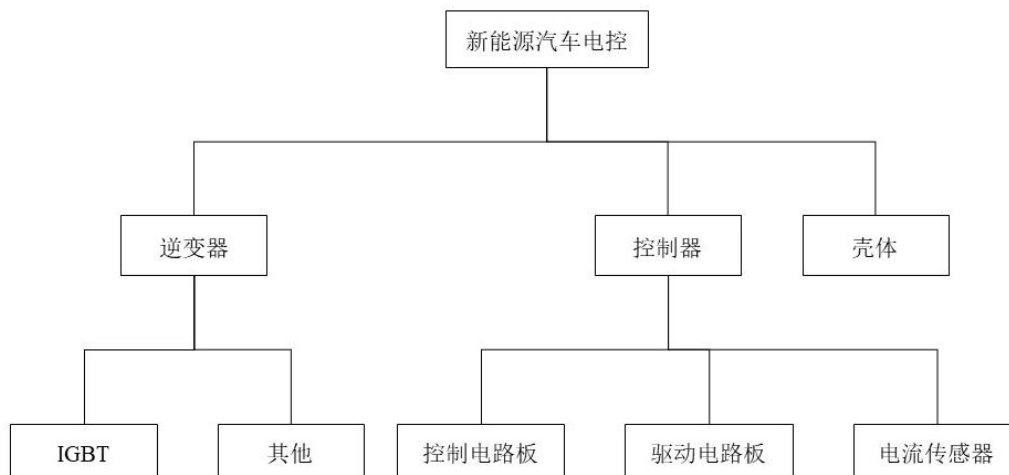 新能源汽车电控
逆变器
控制器
壳体
IGBT
其他
控制电路板
驱动电路板
电流传感器